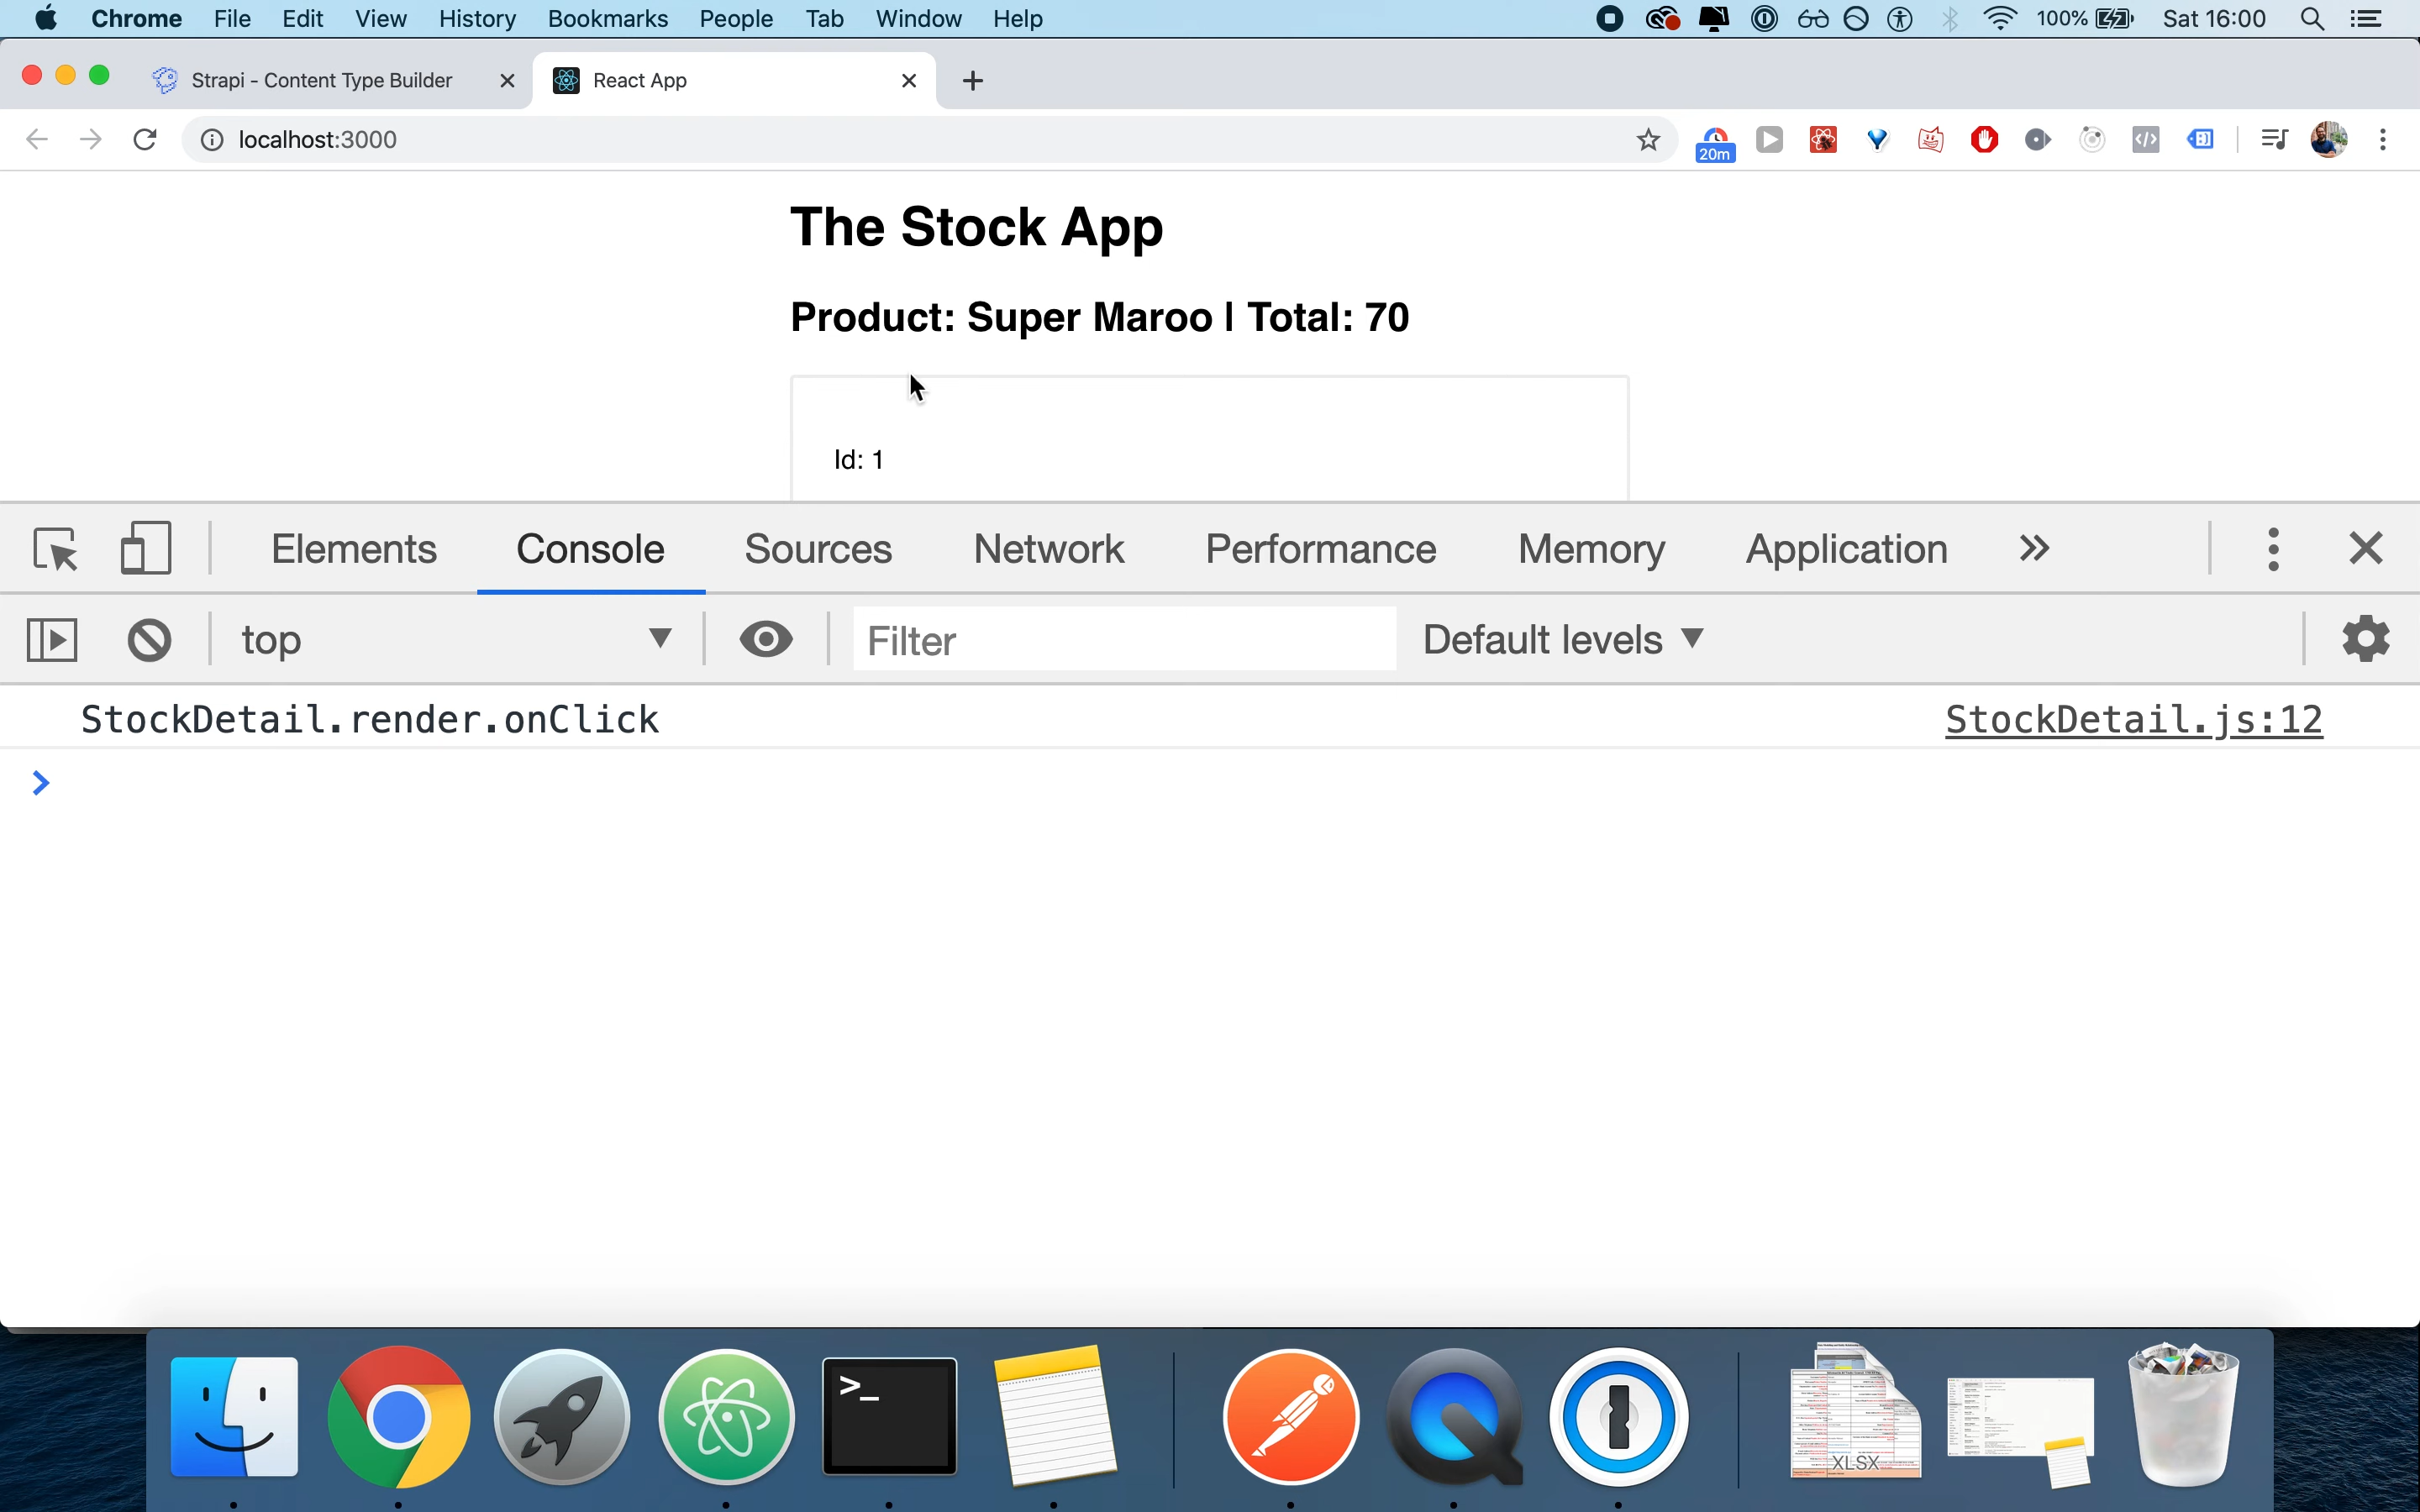 Chrome File Edit View History Bookmarks People Tab Window Help 100% Sat 16:00
Strapi - Content Type Builder React App
localhost:3000 20m
The Stock App
Product: Super Maroo | Total: 70
Id: 1
Elements Console Sources Network Performance Memory Application
top Filter Default levels
StockDetail.render.onClick StockDetail.js:12
XLSX